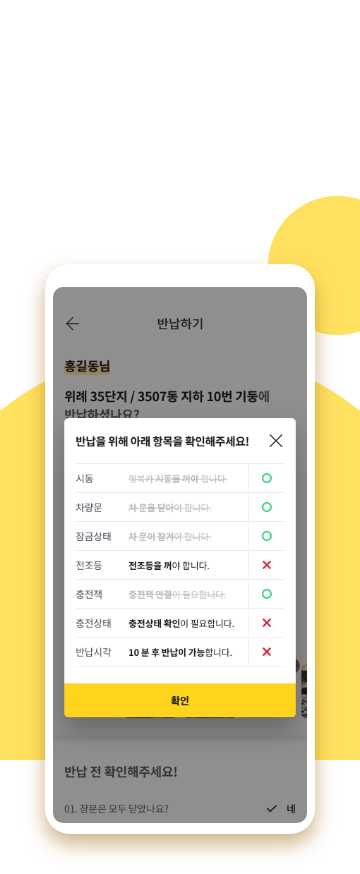 반납하기
홍길동님
위례 35단지 / 3507동 지하 10번 기둥에
반납하셨나요?
반납을 위해 아래 항목을 확인해주세요!
시동 행복카 시동을 꺼야 합니다.
차량문 차 문을 닫아야 합니다.
잠금상태 차 문이 잠겨야 합니다.
전조등 전조등을 꺼야 합니다.
충전잭 충전잭 연결이 필요합니다.
충전상태 충전상태 확인이 필요합니다.
반납시각 10 분 후 반납이 가능합니다.
확인
반납 전 확인해주세요!
01. 창문은 모두 닫았나요? 네